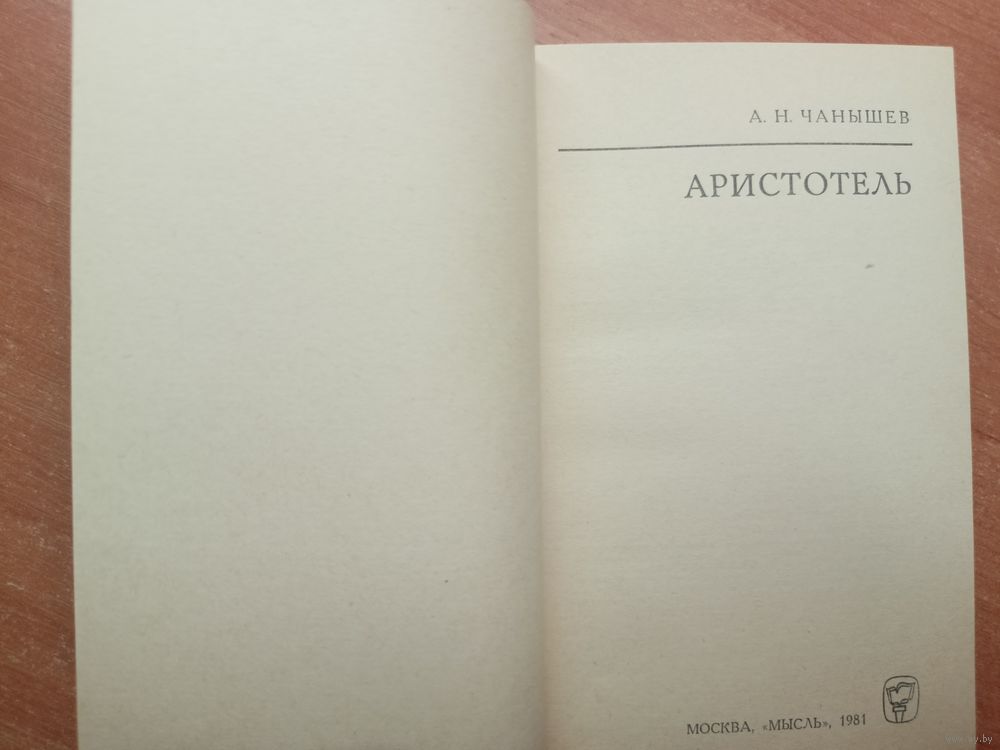 А. Н. ЧАНЫШЕВ
АРИСТОТЕЛЬ
МОСКВА, «МЫСЛЬ», 1981